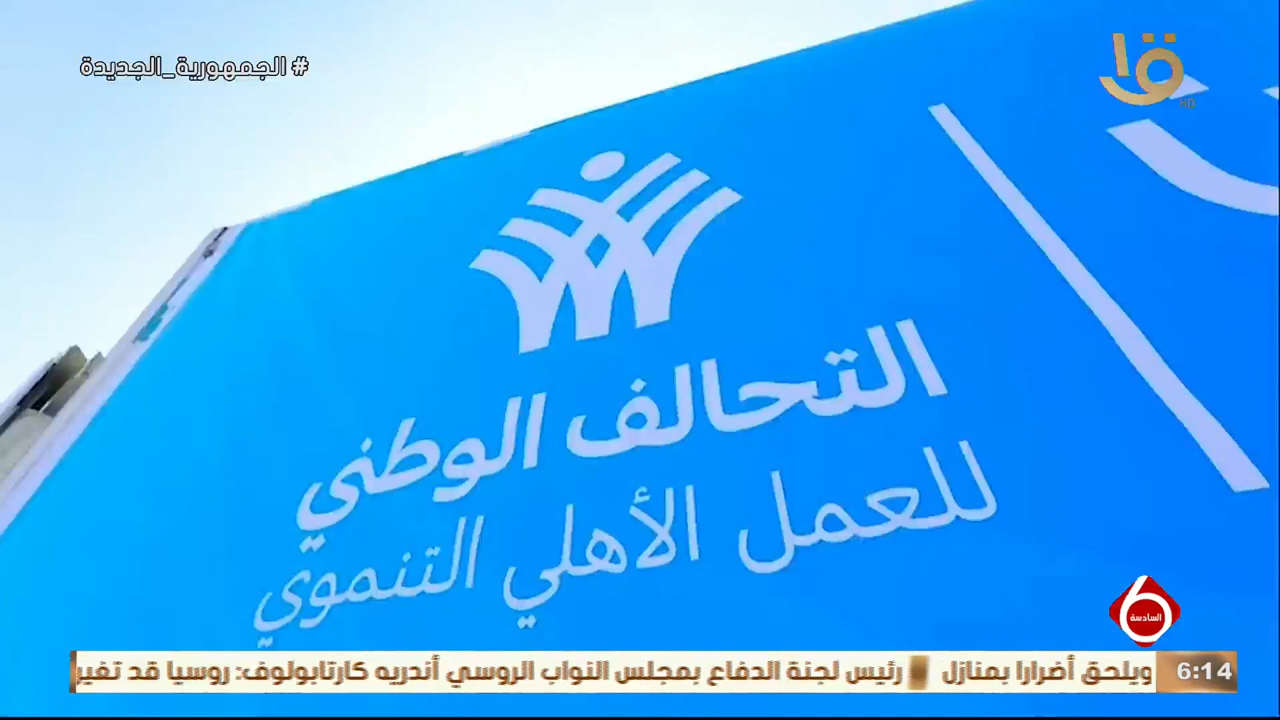 # الجمهورية_الجديدة
HD
التحالف الوطني
للعمل الأهلي التنموي
6
السادسة
6:14
ويلحق أضرارا بمنازل
رئيس لجنة الدفاع بمجلس النواب الروسي أندريه كارتابولوف: روسيا قد تغير